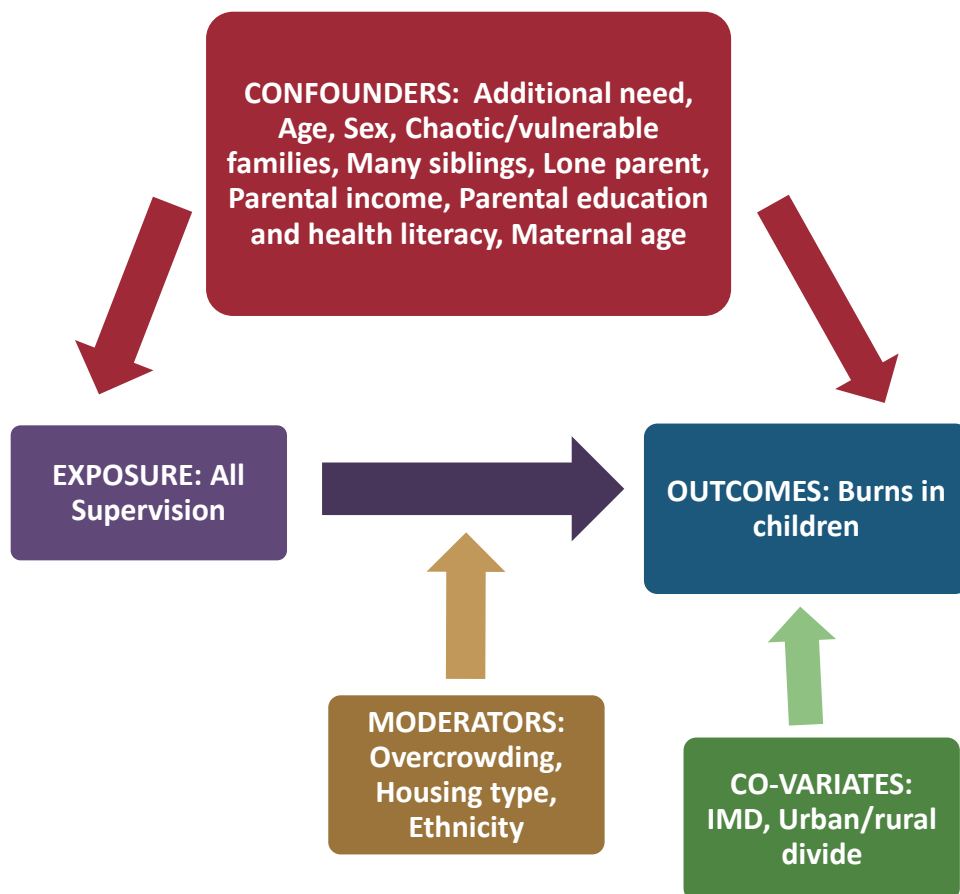 CONFOUNDERS:  Additional need,
Age, Sex, Chaotic/vulnerable
families, Many siblings, Lone parent,
Parental income, Parental education
and health literacy, Maternal age
EXPOSURE: All
Supervision
OUTCOMES: Burns in
children
MODERATORS:
Overcrowding,
Housing type,
Ethnicity
CO-VARIATES:
IMD, Urban/rural
divide